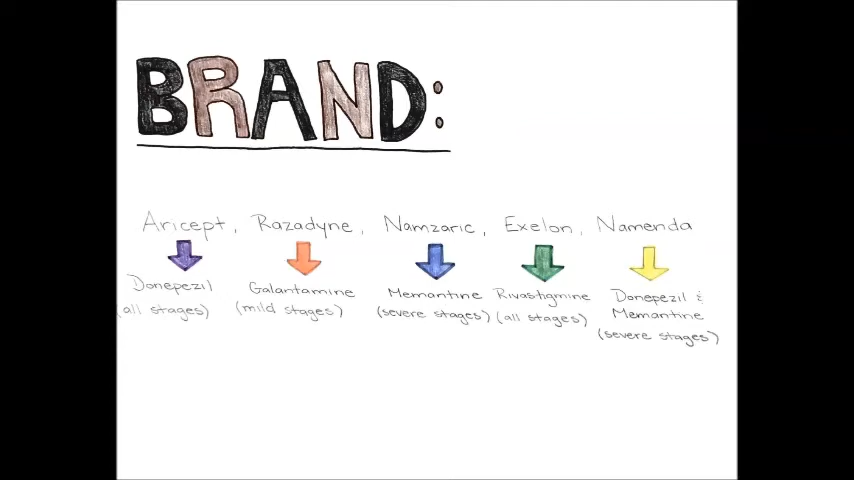 BRAND:
Aricept, Razadyne, Namzaric, Exelon, Namenda
Donepezil Galantamine Memantine Rivastigmine Donepezil &
(all stages) (mild stages) (severe stages) (all stages) Memantine
(severe stages)